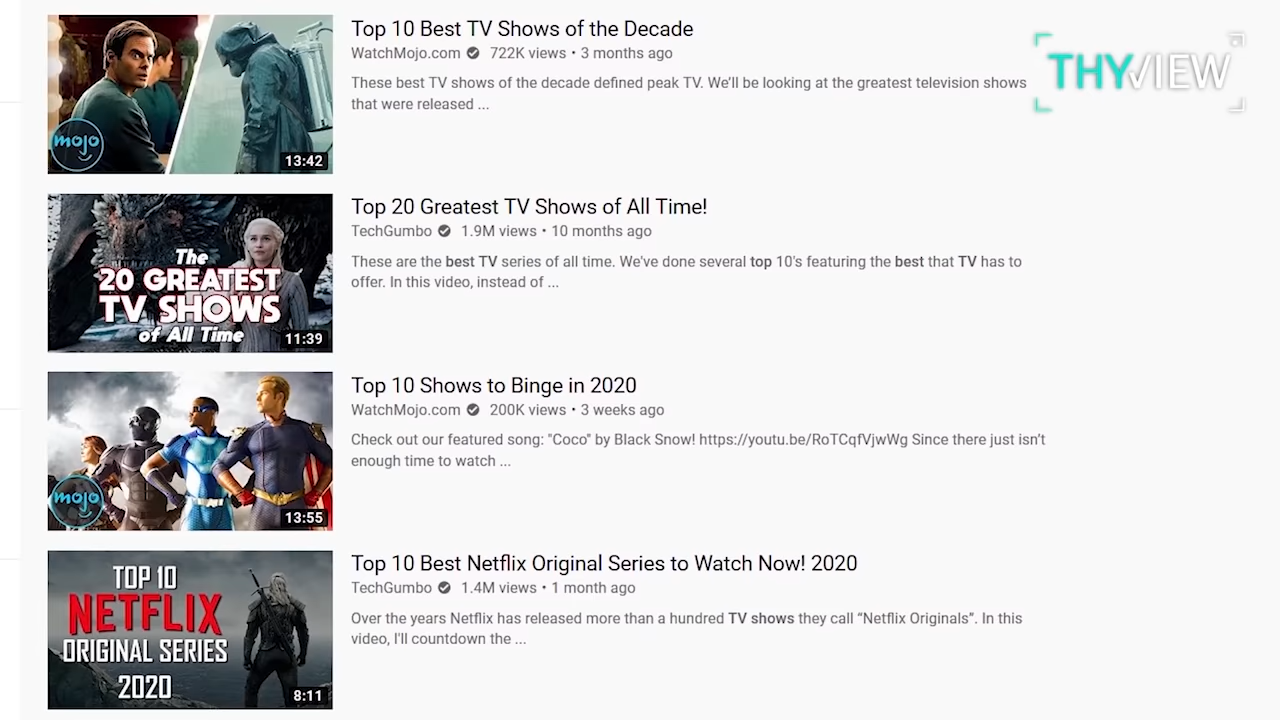 Top 10 Best TV Shows of the Decade
WatchMojo.com 722K views • 3 months ago
These best TV shows of the decade defined peak TV. We'll be looking at the greatest television shows
that were released ...
mojo
13:42
THYVIEW
Top 20 Greatest TV Shows of All Time!
TechGumbo 1.9M views • 10 months ago
These are the best TV series of all time. We've done several top 10's featuring the best that TV has to
offer. In this video, instead of ...
The
20 GREATEST
TV SHOWS
of All Time
11:39
Top 10 Shows to Binge in 2020
WatchMojo.com 200K views • 3 weeks ago
Check out our featured song: "Coco" by Black Snow! https://youtu.be/RoTCqfVjwWg Since there just isn't
enough time to watch ...
mojo
13:55
Top 10 Best Netflix Original Series to Watch Now! 2020
TechGumbo 1.4M views • 1 month ago
Over the years Netflix has released more than a hundred TV shows they call “Netflix Originals”. In this
video, I'll countdown the ...
TOP 10
NETFLIX
ORIGINAL SERIES
2020
8:11